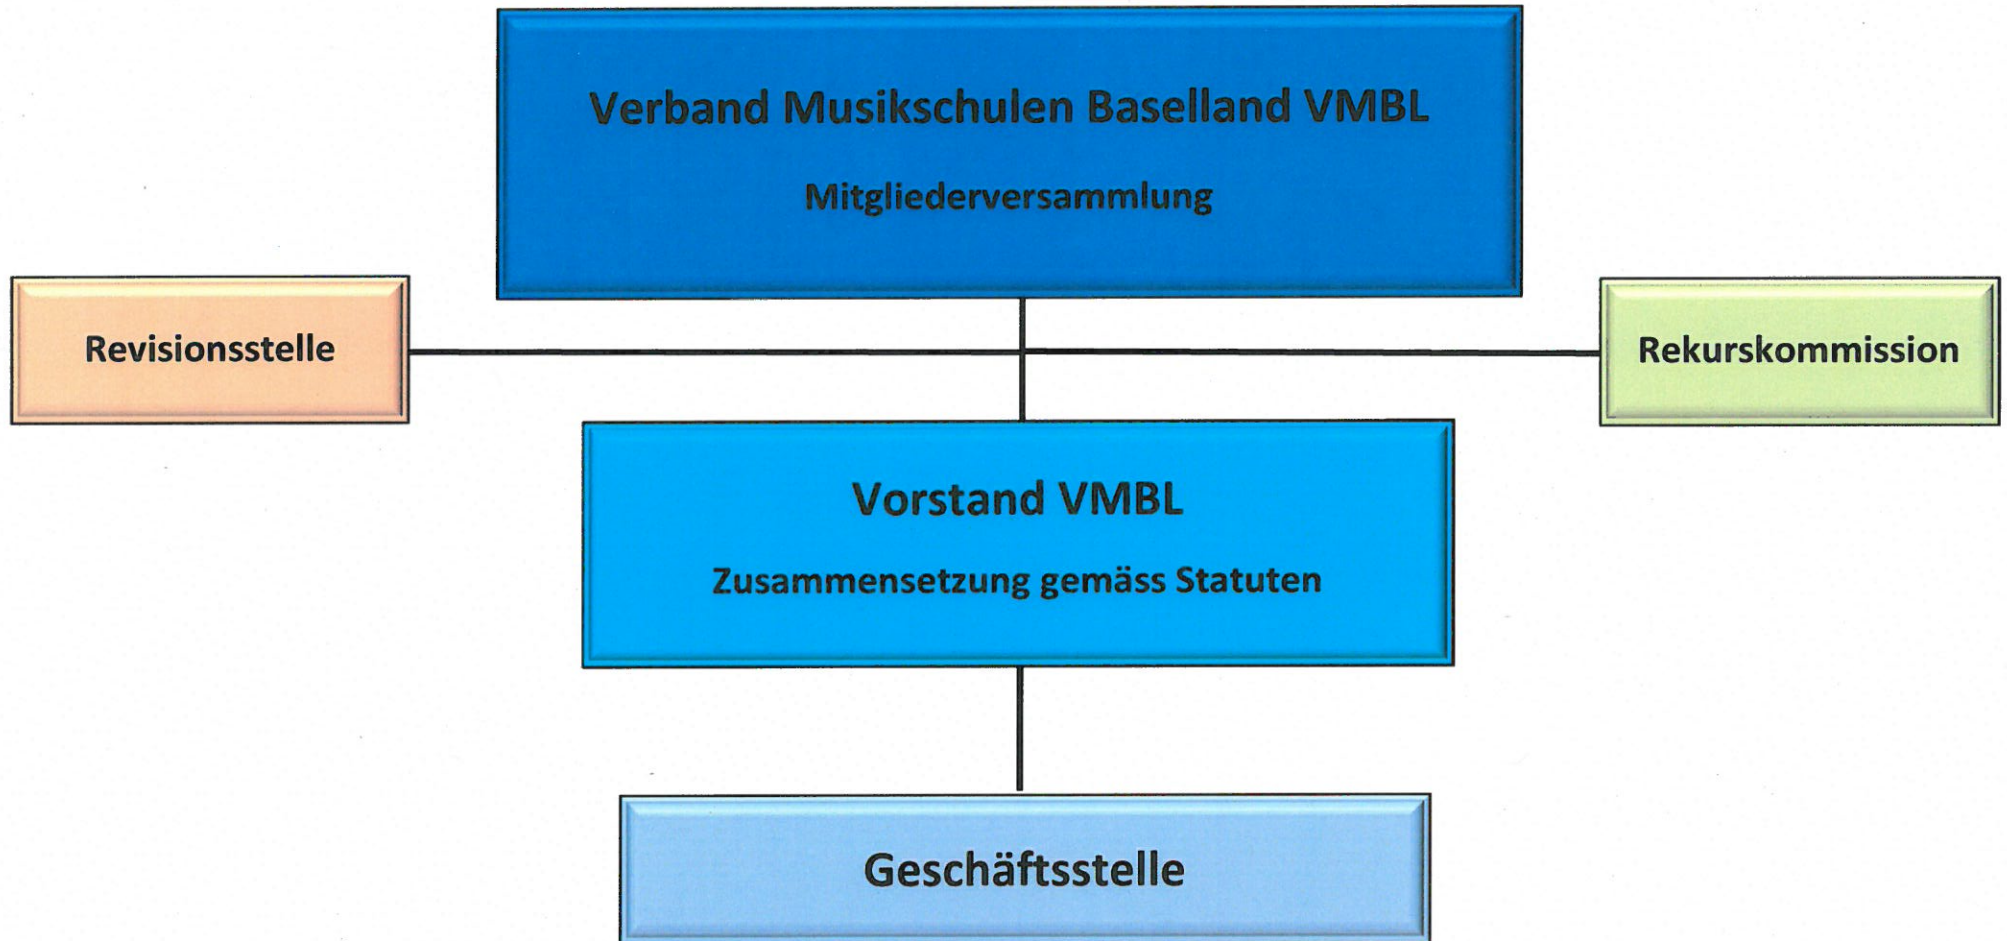 Verband Musikschulen Baselland VMBL
Mitgliederversammlung
Revisionsstelle
Rekurskommission
Vorstand VMBL
Zusammensetzung gemäss Statuten
Geschäftsstelle